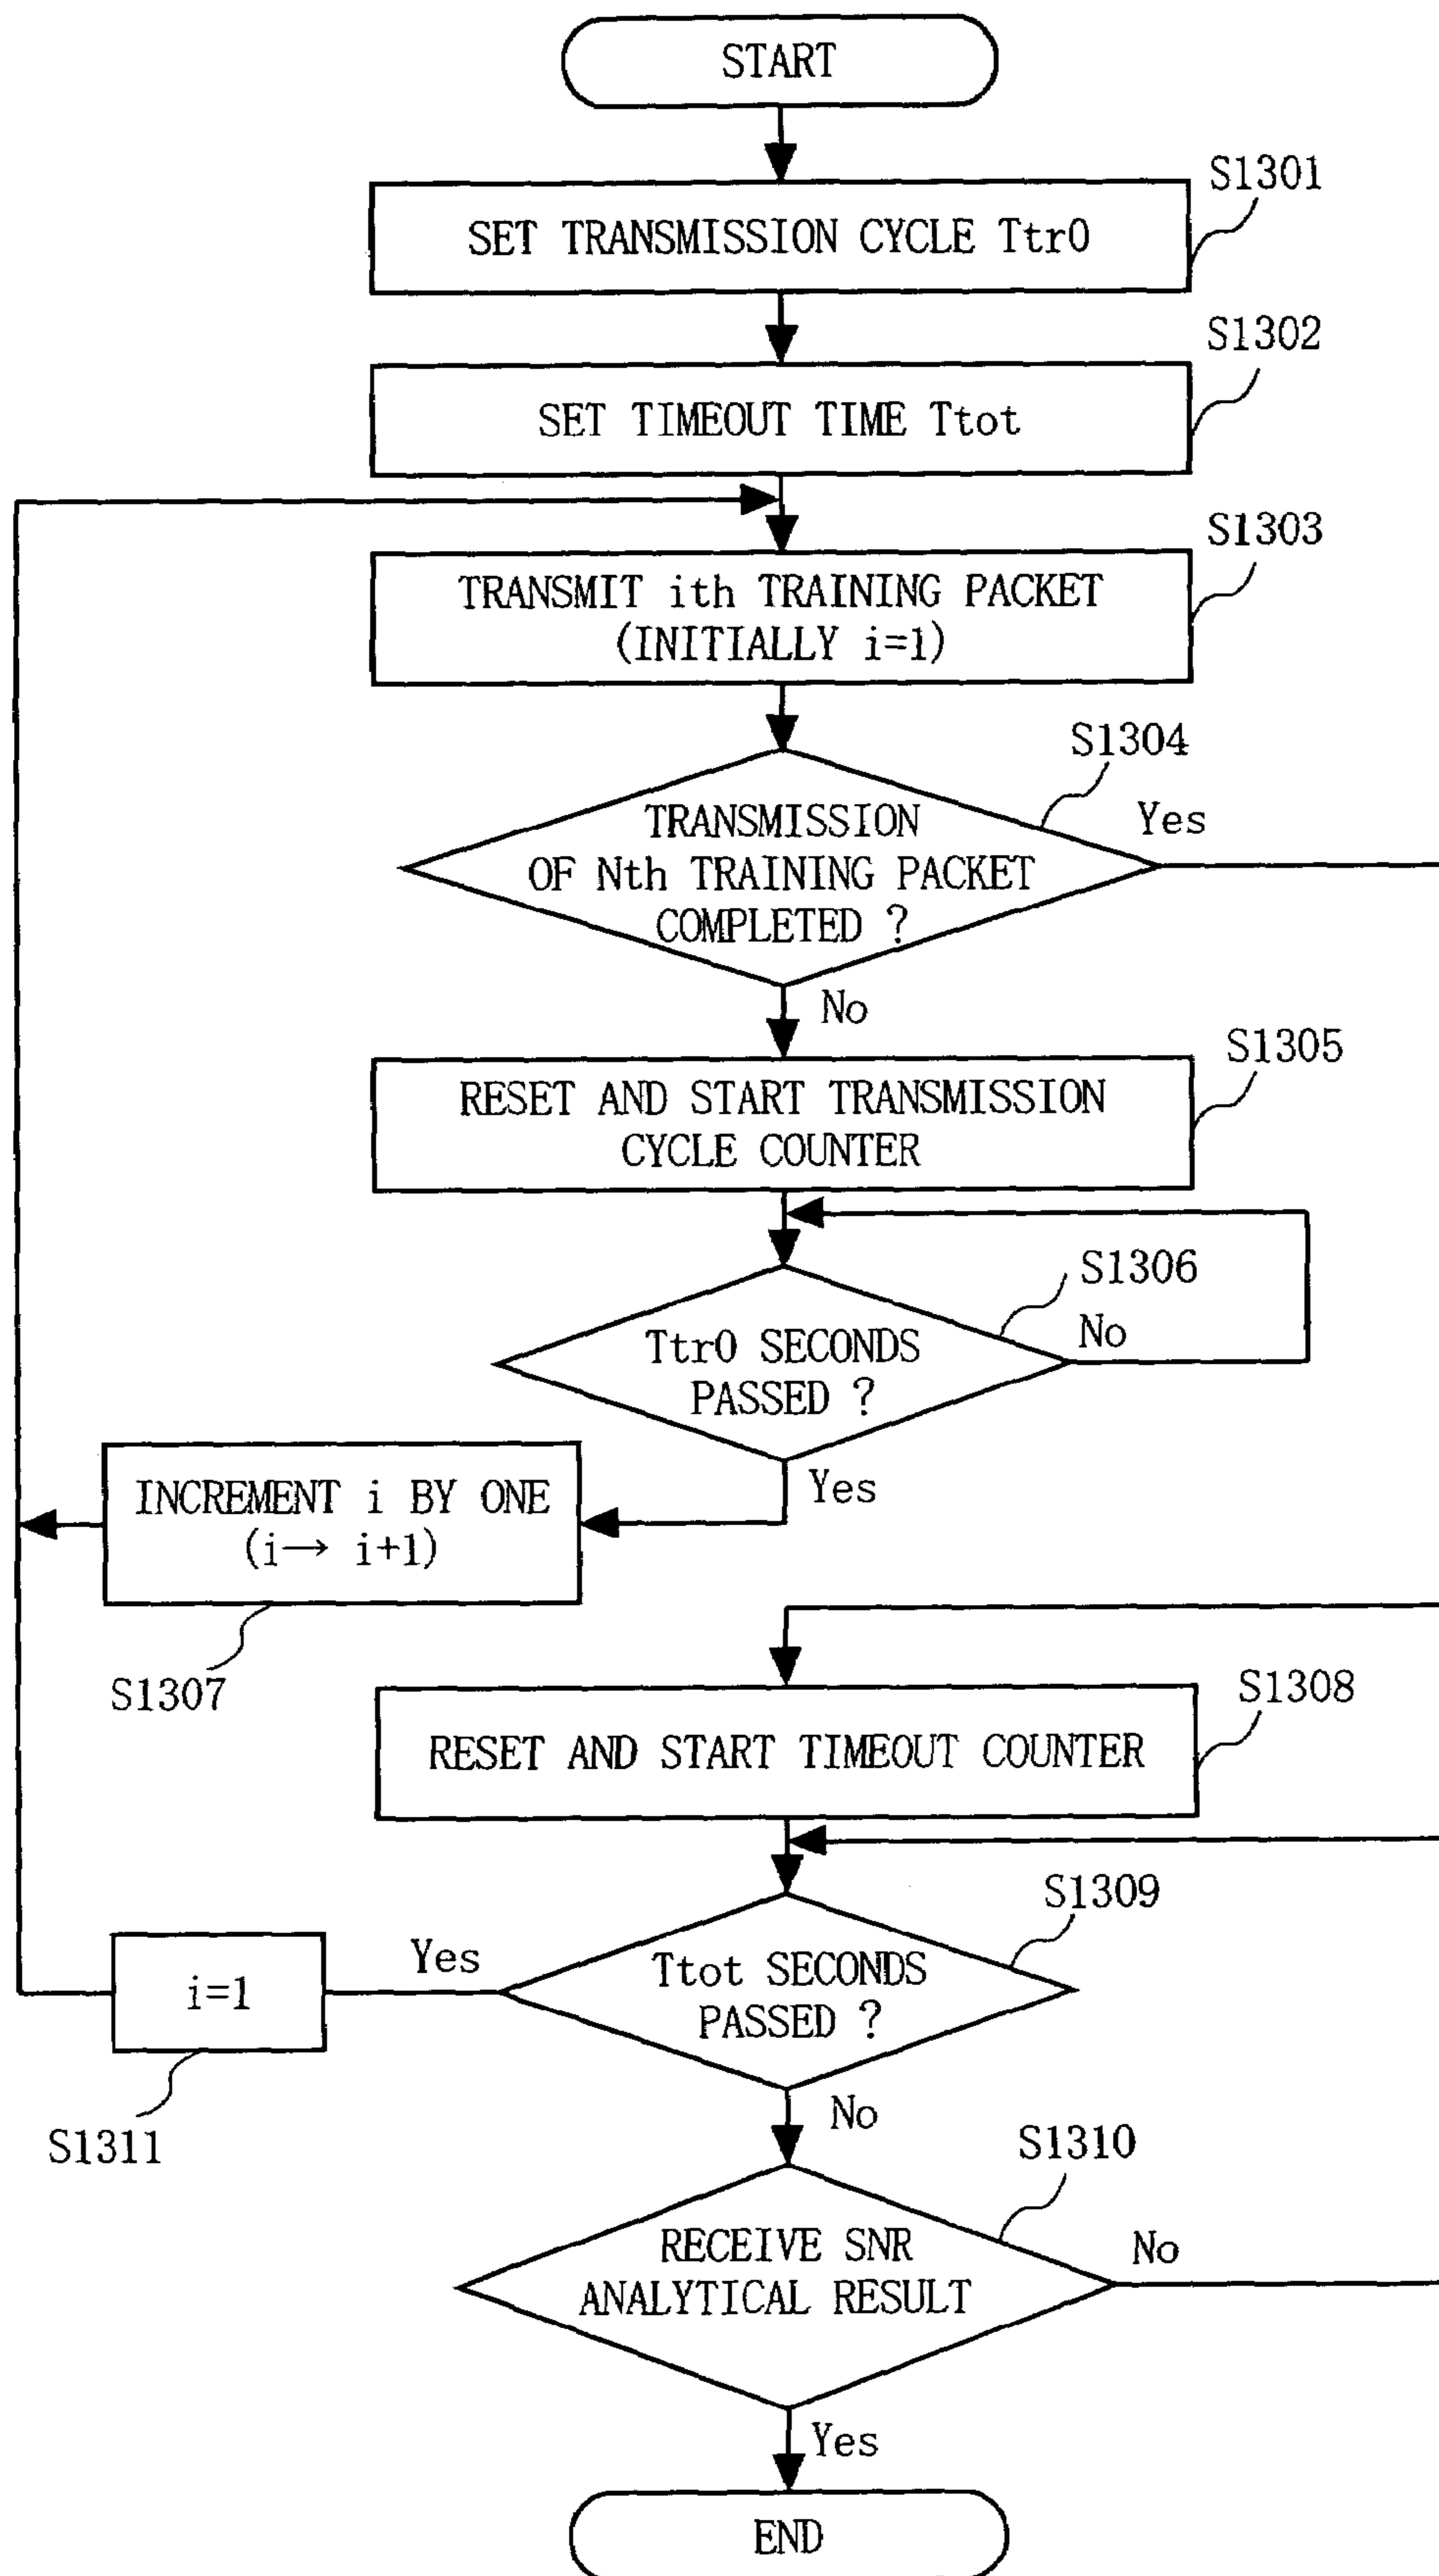 START
S1301
SET TRANSMISSION CYCLE Ttr0
S1302
SET TIMEOUT TIME Ttot
S1303
TRANSMIT ith TRAINING PACKET
(INITIALLY i=1)
S1304
Yes
TRANSMISSION
OF Nth TRAINING PACKET
COMPLETED ?
No
S1305
RESET AND START TRANSMISSION
CYCLE COUNTER
S1306
No
Ttr0 SECONDS
PASSED ?
Yes
INCREMENT i BY ONE
(i→ i+1)
S1307
S1308
RESET AND START TIMEOUT COUNTER
S1309
Yes
Ttot SECONDS
PASSED ?
i=1
No
S1311
S1310
No
RECEIVE SNR
ANALYTICAL RESULT
Yes
END